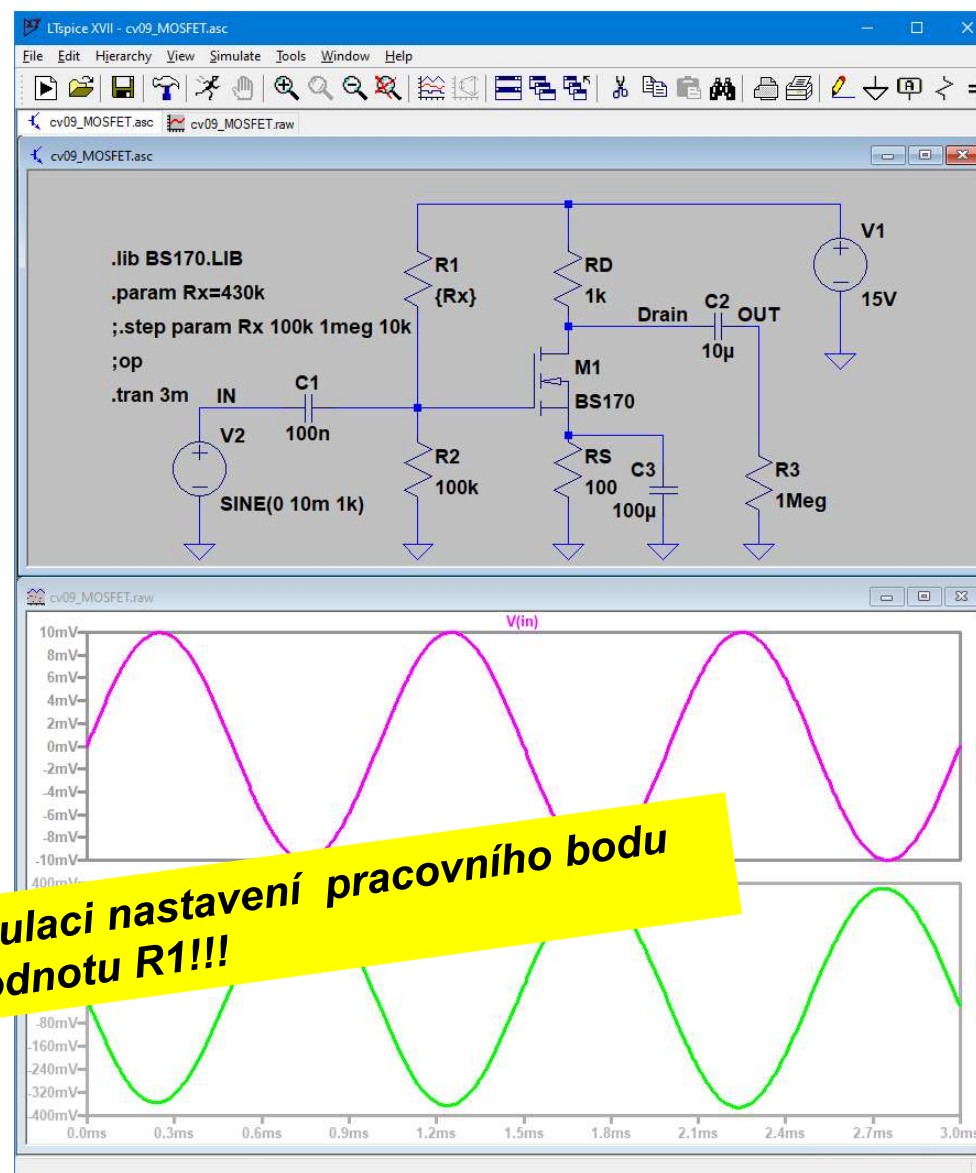 LTspice XVII - cv09_MOSFET.asc
File Edit Hierarchy View Simulate Tools Window Help
cv09_MOSFET.asc cv09_MOSFET.raw
cv09_MOSFET.asc
.lib BS170.LIB
.param Rx=430k
;.step param Rx 100k 1meg 10k
;op
.tran 3m
IN
C1
100n
V2
SINE(0 10m 1k)
R1
{Rx}
R2
100k
RD
1k
Drain
C2
10µ
OUT
M1
BS170
RS
100
C3
100µ
R3
1Meg
V1
15V
cv09_MOSFET.raw
V(in)
10mV
8mV
6mV
4mV
2mV
0mV
-2mV
-4mV
-6mV
-8mV
-10mV
400mV
ulaci nastavení pracovního bodu
odnotu R1!!!
-80mV
-160mV
-240mV
-320mV
-400mV
0.0ms 0.3ms 0.6ms 0.9ms 1.2ms 1.5ms 1.8ms 2.1ms 2.4ms 2.7ms 3.0ms